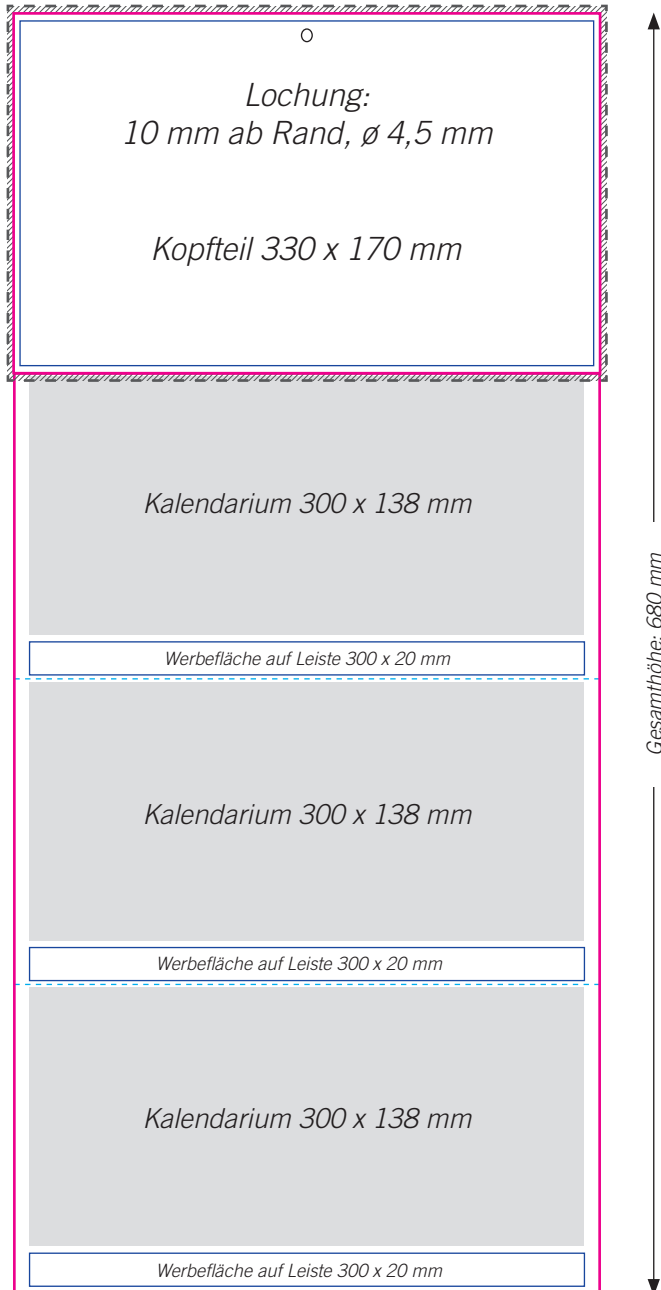 Lochung:
10 mm ab Rand, ø 4,5 mm
Kopfteil 330 x 170 mm
Kalendarium 300 x 138 mm
Werbefläche auf Leiste 300 x 20 mm
Kalendarium 300 x 138 mm
Werbefläche auf Leiste 300 x 20 mm
Kalendarium 300 x 138 mm
Werbefläche auf Leiste 300 x 20 mm
Gesamthöhe: 680 mm